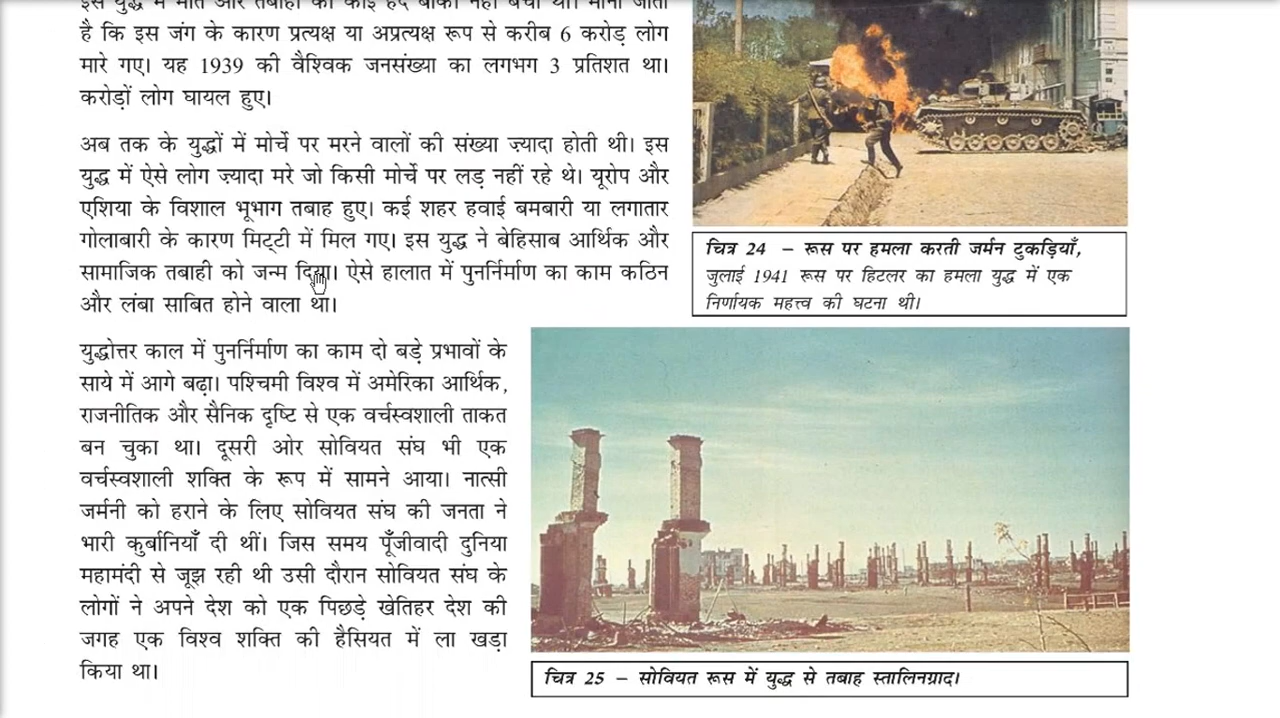 इस युद्ध में मौत और तबाही की कोई हद बाकी नहीं बची थी। माना जाता
है कि इस जंग के कारण प्रत्यक्ष या अप्रत्यक्ष रूप से करीब 6 करोड़ लोग
मारे गए। यह 1939 की वैश्विक जनसंख्या का लगभग 3 प्रतिशत था।
करोड़ों लोग घायल हुए।
अब तक के युद्धों में मोर्चे पर मरने वालों की संख्या ज़्यादा होती थी। इस
युद्ध में ऐसे लोग ज़्यादा मरे जो किसी मोर्चे पर लड़ नहीं रहे थे। यूरोप और
एशिया के विशाल भूभाग तबाह हुए। कई शहर हवाई बमबारी या लगातार
गोलाबारी के कारण मिट्टी में मिल गए। इस युद्ध ने बेहिसाब आर्थिक और
सामाजिक तबाही को जन्म दिया। ऐसे हालात में पुनर्निर्माण का काम कठिन
और लंबा साबित होने वाला था।
चित्र 24 – रूस पर हमला करती जर्मन टुकड़ियाँ,
जुलाई 1941 रूस पर हिटलर का हमला युद्ध में एक
निर्णायक महत्त्व की घटना थी।
युद्धोत्तर काल में पुनर्निर्माण का काम दो बड़े प्रभावों के
साये में आगे बढ़ा। पश्चिमी विश्व में अमेरिका आर्थिक,
राजनीतिक और सैनिक दृष्टि से एक वर्चस्वशाली ताकत
बन चुका था। दूसरी ओर सोवियत संघ भी एक
वर्चस्वशाली शक्ति के रूप में सामने आया। नात्सी
जर्मनी को हराने के लिए सोवियत संघ की जनता ने
भारी कुर्बानियाँ दी थीं। जिस समय पूँजीवादी दुनिया
महामंदी से जूझ रही थी उसी दौरान सोवियत संघ के
लोगों ने अपने देश को एक पिछड़े खेतिहर देश की
जगह एक विश्व शक्ति की हैसियत में ला खड़ा
किया था।
चित्र 25 – सोवियत रूस में युद्ध से तबाह स्तालिनग्राद।